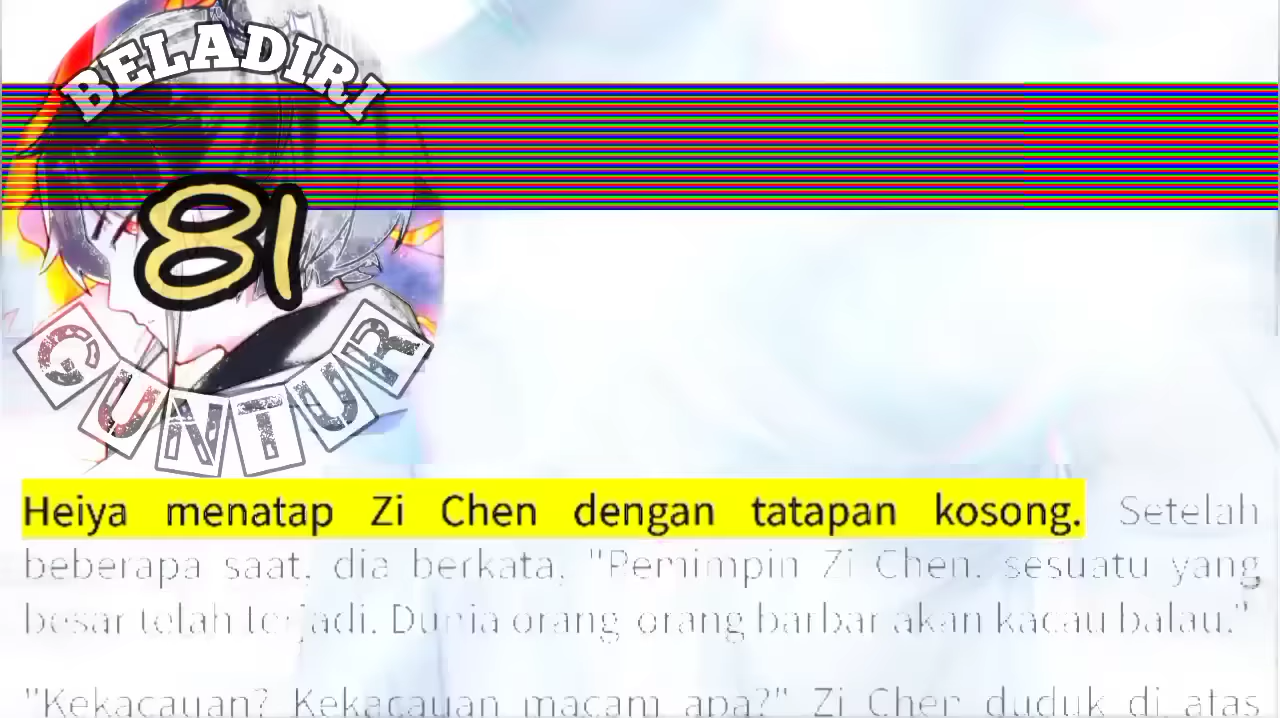 BELADIRI
81
GUNTUR
Heiya menatap Zi Chen dengan tatapan kosong. Setelah
beberapa saat, dia berkata, "Pemimpin Zi Chen, sesuatu yang
besar telah terjadi. Dunia orang-orang barbar akan kacau balau."
"Kekacauan? Kekacauan macam apa?" Zi Chen duduk di atas